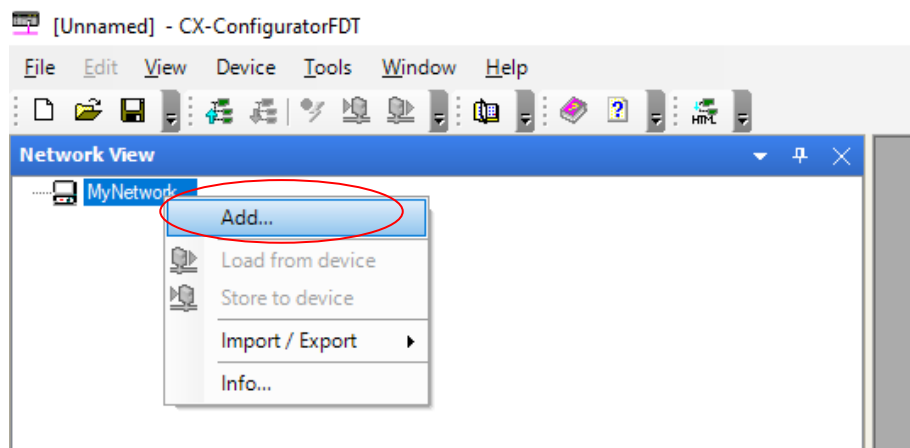 [Unnamed] - CX-ConfiguratorFDT
File Edit View Device Tools Window Help
HTML
Network View
MyNetwork
Add...
Load from device
Store to device
Import / Export
Info...